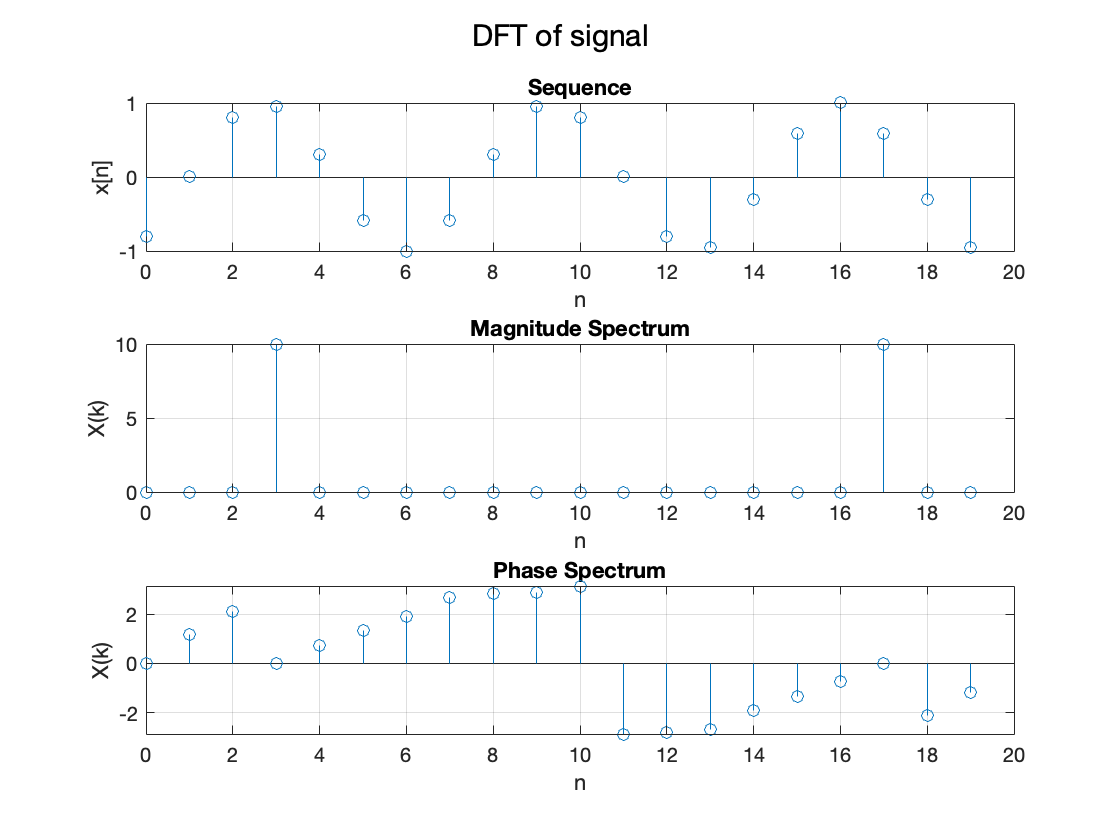 DFT of signal
Sequence
1
0
-1
x[n]
0 2 4 6 8 10 12 14 16 18 20
n
Magnitude Spectrum
10
5
0
X(k)
0 2 4 6 8 10 12 14 16 18 20
n
Phase Spectrum
2
0
-2
X(k)
0 2 4 6 8 10 12 14 16 18 20
n